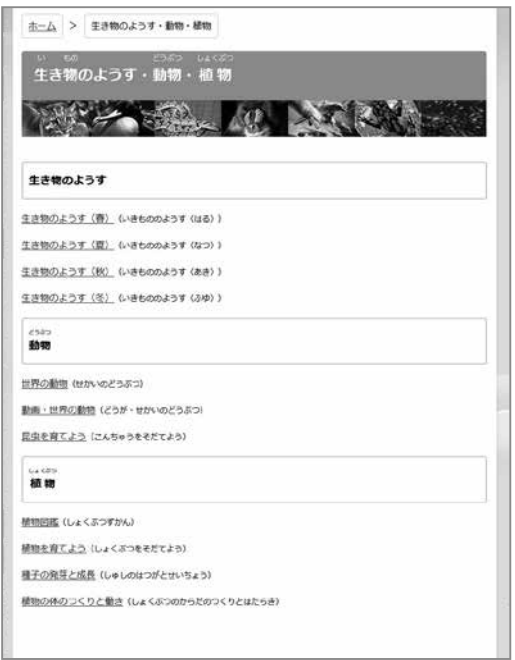 ホーム > 生き物のようす・動物・植物
い もの どうぶつ しょくぶつ
生き物のようす・動物・植物
生き物のようす
生き物のようす（春）（いきもののようす（はる））
生き物のようす（夏）（いきもののようす（なつ））
生き物のようす（秋）（いきもののようす（あき））
生き物のようす（冬）（いきもののようす（ふゆ））
どうぶつ
動物
世界の動物（せかいのどうぶつ）
動画・世界の動物（どうが・せかいのどうぶつ）
昆虫を育てよう（こんちゅうをそだてよう）
しょくぶつ
植物
植物図鑑（しょくぶつずかん）
植物を育てよう（しょくぶつをそだてよう）
種子の発芽と成長（しゅしのはつがとせいちょう）
植物の体のつくりと働き（しょくぶつのからだのつくりとはたらき）